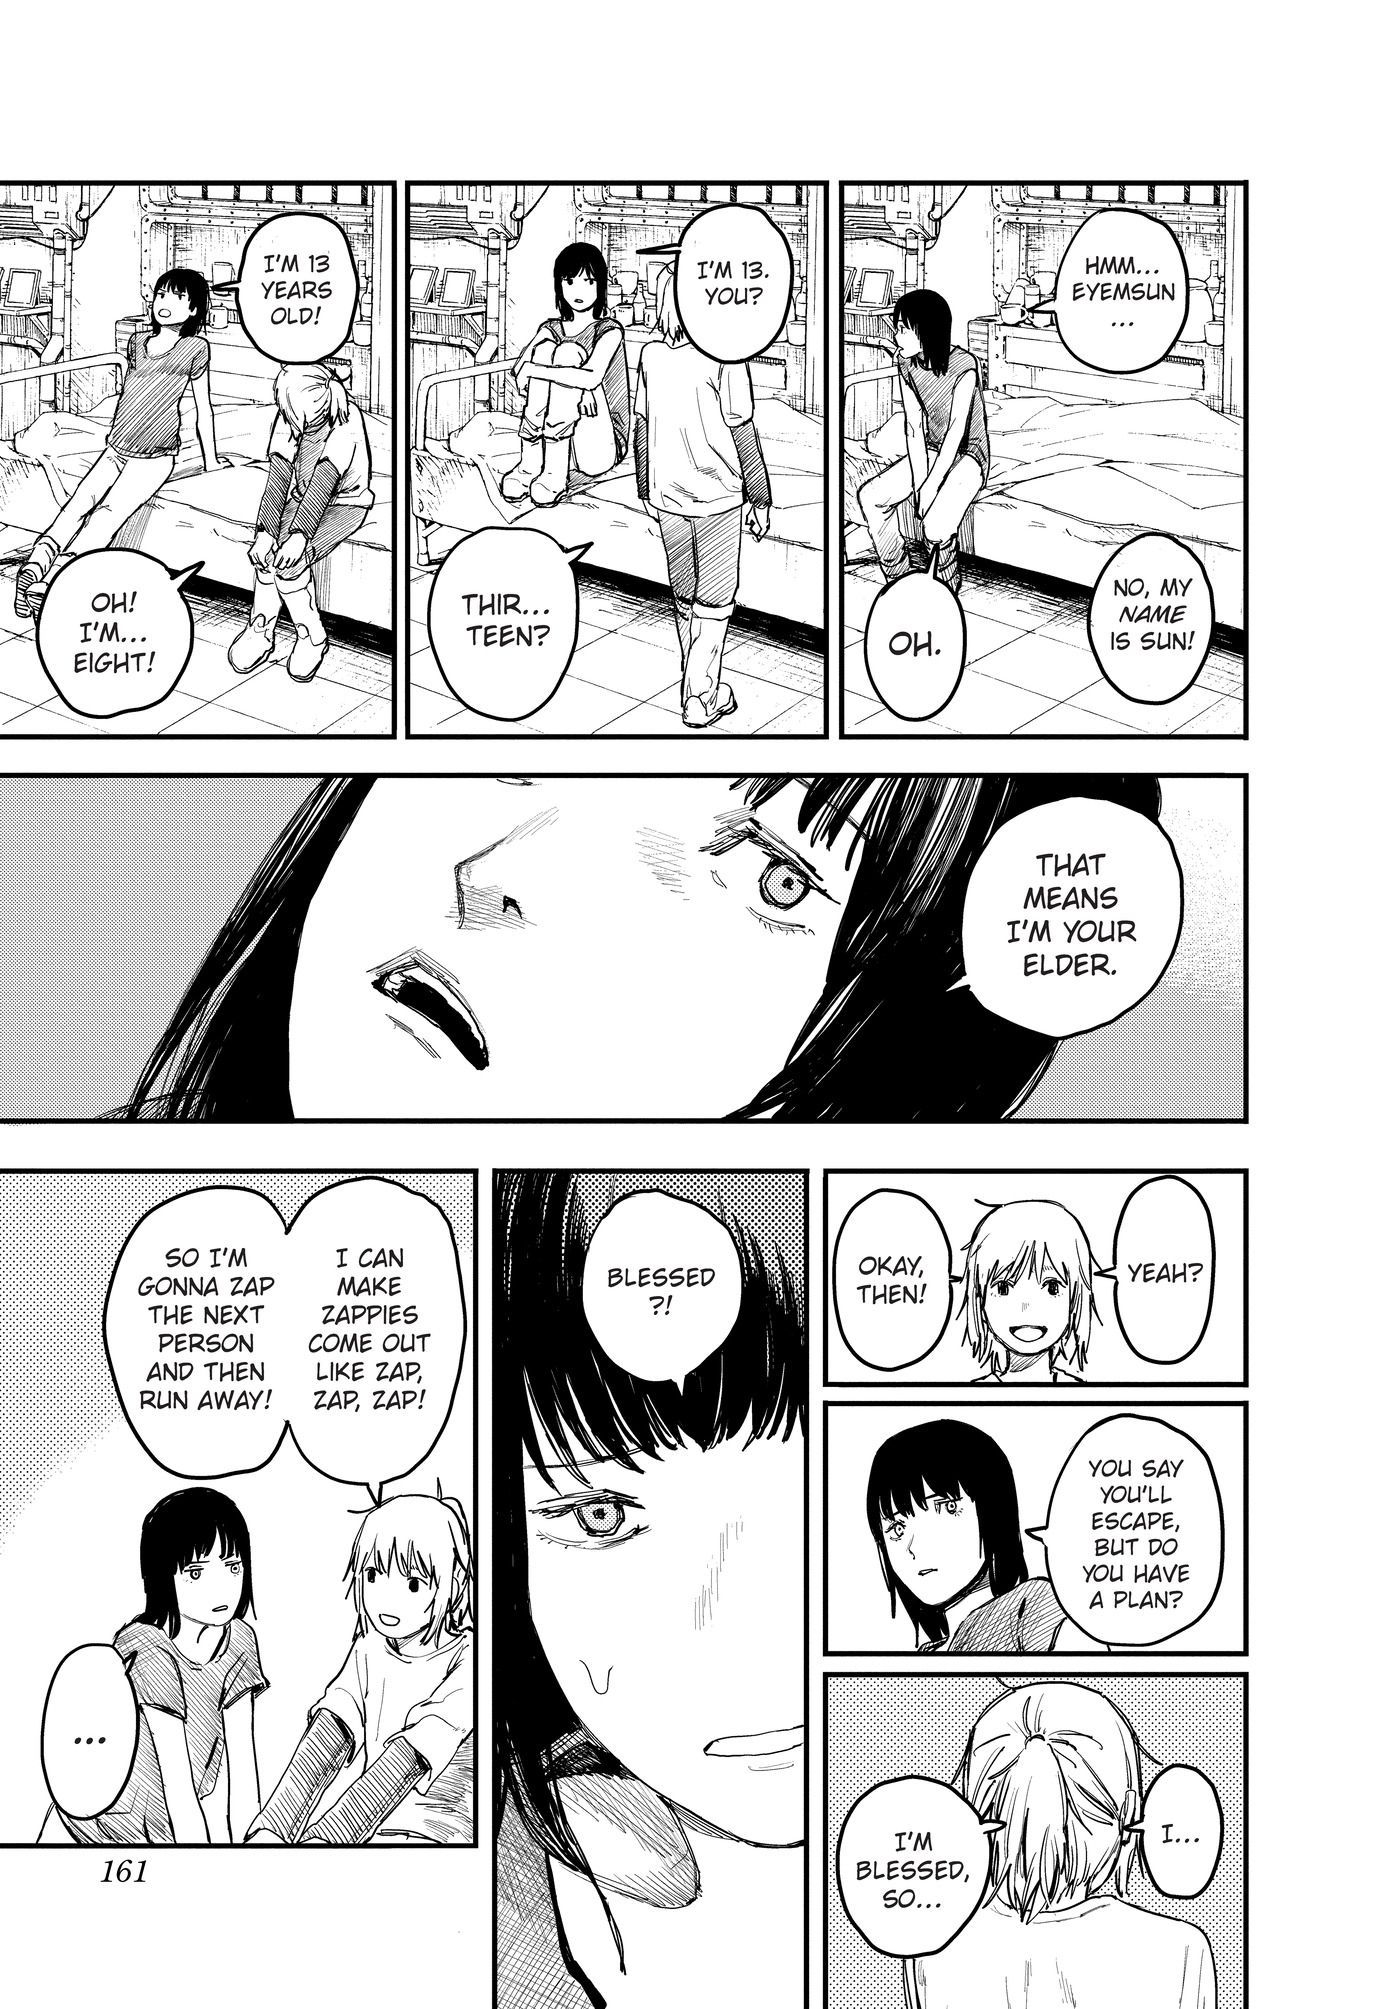 HMM...
EYEMSUN
...
NO, MY
NAME
IS SUN!
OH.
I'M 13.
YOU?
THIR...
TEEN?
I'M 13
YEARS
OLD!
OH!
I'M...
EIGHT!
THAT
MEANS
I'M YOUR
ELDER.
YEAH?
OKAY,
THEN!
YOU SAY
YOU'LL
ESCAPE,
BUT DO
YOU HAVE
A PLAN?
I...
I'M
BLESSED,
SO...
BLESSED
?!
I CAN
MAKE
ZAPPIES
COME OUT
LIKE ZAP,
ZAP, ZAP!
SO I'M
GONNA ZAP
THE NEXT
PERSON
AND THEN
RUN AWAY!
...
161